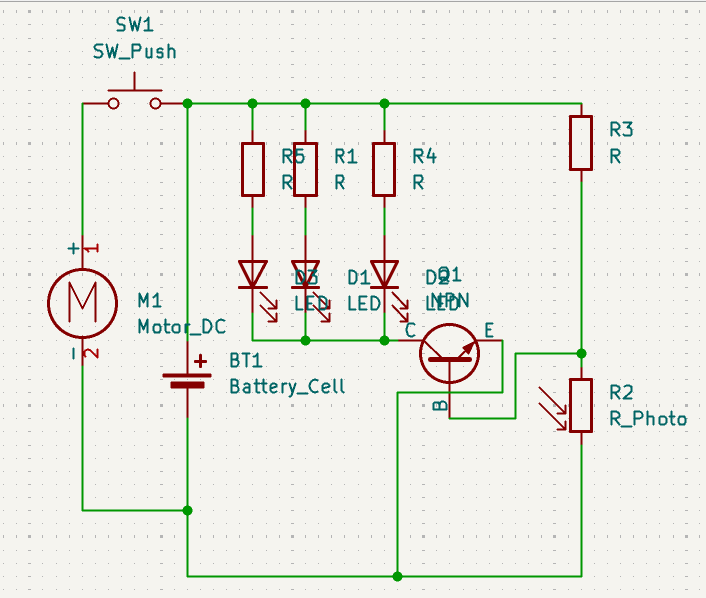 SW1
SW_Push
R3
R
R5
R
R1
R
R4
R
+
1
M
M1
Motor_DC
2
D3
LED
D1
LED
D2
LED
Q1
NPN
C
E
B
+
BT1
Battery_Cell
R2
R_Photo